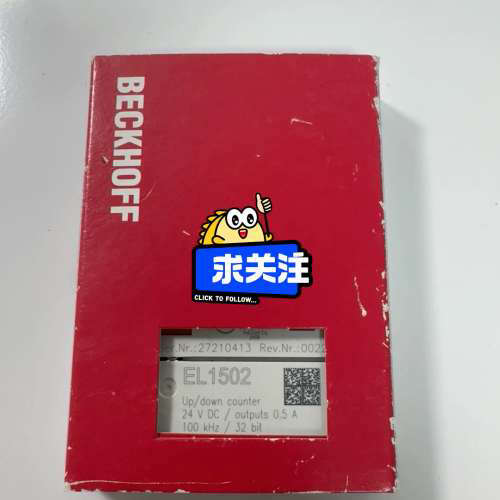 BECKHOFF
求关注
CLICK TO FOLLOW...
er.Nr.:27210413 Rev.Nr.:002
EL1502
Up/down counter
24 V DC / outputs 0,5 A
100 kHz / 32 bit